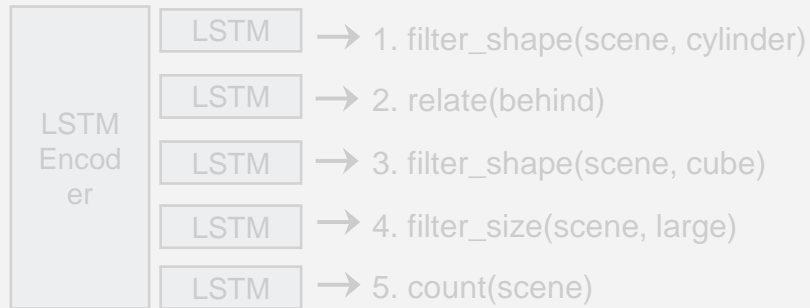 LSTM
Encod
er
LSTM
1. filter_shape(scene, cylinder)
LSTM
2. relate(behind)
LSTM
3. filter_shape(scene, cube)
LSTM
4. filter_size(scene, large)
LSTM
5. count(scene)